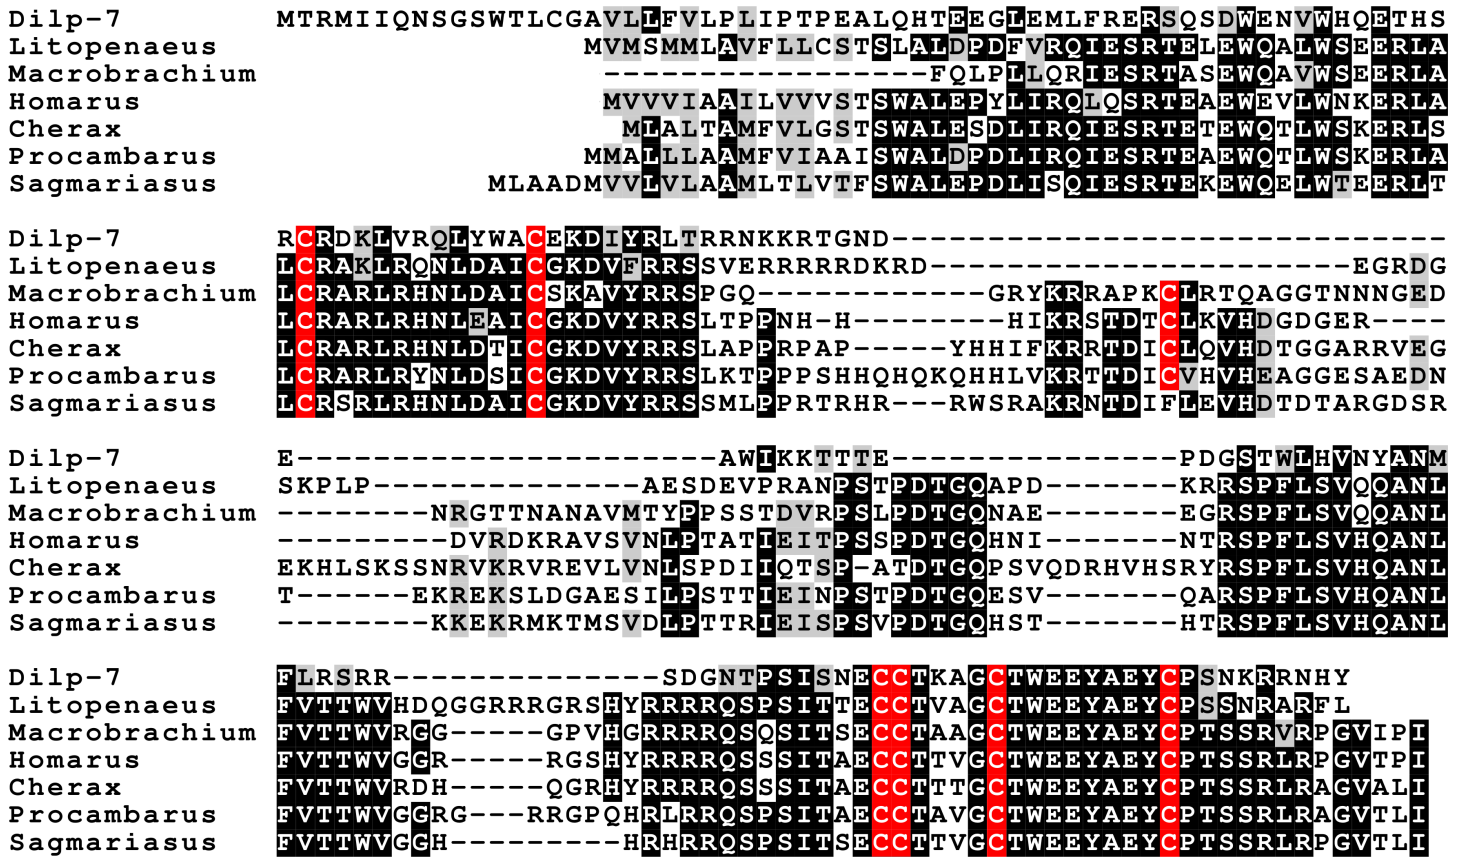 Dilp-7 MTRMIIQNSGSWTLCGAVLLFVLPLIPTPEALQHTEEGLEMLFRERSQSDWENVWHQETHS
Litopenaeus MVMSMMLAVFLLCSTSLALDPDFVRQIESRTELEWQALWSEERLA
Macrobrachium -----------------FQLPLLQRIESRTASEWQAVWSEERLA
Homarus MVVVIAAILVVVSTSWALEPYLIRQLQSRTEAEWEVLWNKERLA
Cherax MLALTAMFVLGSTSWALESDLIRQIESRTETEWQTLWSKERLS
Procambarus MMALLLAAMFVIAAISWALDPDLIRQIESRTEAEWQTLWSKERLA
Sagmariasus MLAADMVVLVLAAMLTLVTFSWALEPDLISQIESRTEKEWQELWTEERLT
Dilp-7 RCRDKLVRQLYWACEKDIYRLTRRNKKRTGND-----------------------------
Litopenaeus LCRAKLRQNLDAICGKDVFRRSSVERRRRRDKRD----------------------EGRDG
Macrobrachium LCRARLRHNLDAICSKAVYRRSPGQ------------GRYKRRAPKCLRTQAGGTNNNGED
Homarus LCRARLRHNLEAICGKDVYRRSLTPPNH-H--------HIKRSTDTCLKVHDGDGER----
Cherax LCRARLRHNLDTICGKDVYRRSLAPPRPAP-----YHHIFKRRTDICLQVHDTGGARRVEG
Procambarus LCRARLRYNLDSICGKDVYRRSLKTPPPSHHQHQKQHHLVKRTTDICVHVHEAGGESAEDN
Sagmariasus LCRSRLRHNLDAICGKDVYRRSSMLPPRTRHR---RWSRAKRNTDIFLEVHDTDTARGDSR
Dilp-7 E----------------------AWIKKTTTE---------------PDGSTWLHVNYANM
Litopenaeus SKPLP--------------AESDEVPRANPSTPDTGQAPD-------KRRSPFLSVQQANL
Macrobrachium --------NRGTTNANAVMTYPPSSTDVRPSLPDTGQNAE-------EGRSPFLSVQQANL
Homarus ---------DVRDKRAVSVNLPTATIEITPSSPDTGQHNI-------NTRSPFLSVHQANL
Cherax EKHLSKSSNRVKRVREVLVNLSPDIIQTSP-ATDTGQPSVQDRHVHSRYRSPFLSVHQANL
Procambarus T------EKREKSLDGAESILPSTTIEINPSTPDTGQESV-------QARSPFLSVHQANL
Sagmariasus --------KKEKRMKTMSVDLPTTRIEISPSVPDTGQHST-------HTRSPFLSVHQANL
Dilp-7 FLRSRR--------------SDGNTPSISNECCTKAGCTWEEYAEYCPSNKRRNHY
Litopenaeus FVTTWVHDQGGRRRGRSHYRRRRQSPSITTECCTVAGCTWEEYAEYCPSSNRARFL
Macrobrachium FVTTWVRGG-----GPVHGRRRRQSQSITSECCTAAGCTWEEYAEYCPTSSRVRPGVIPI
Homarus FVTTWVGGR-----RGSHYRRRRQSSSITAECCTTVGCTWEEYAEYCPTSSRLRPGVTPI
Cherax FVTTWVRDH-----QGRHYRRRRQSSSITAECCTTTGCTWEEYAEYCPTSSRLRAGVALI
Procambarus FVTTWVGGRG---RRGPQHRLRRQSPSITAECCTAVGCTWEEYAEYCPTSSRLRAGVTLI
Sagmariasus FVTTWVGGH---------HRHRRQSPSITSECCTTVGCTWEEYAEYCPTSSRLRPGVTLI